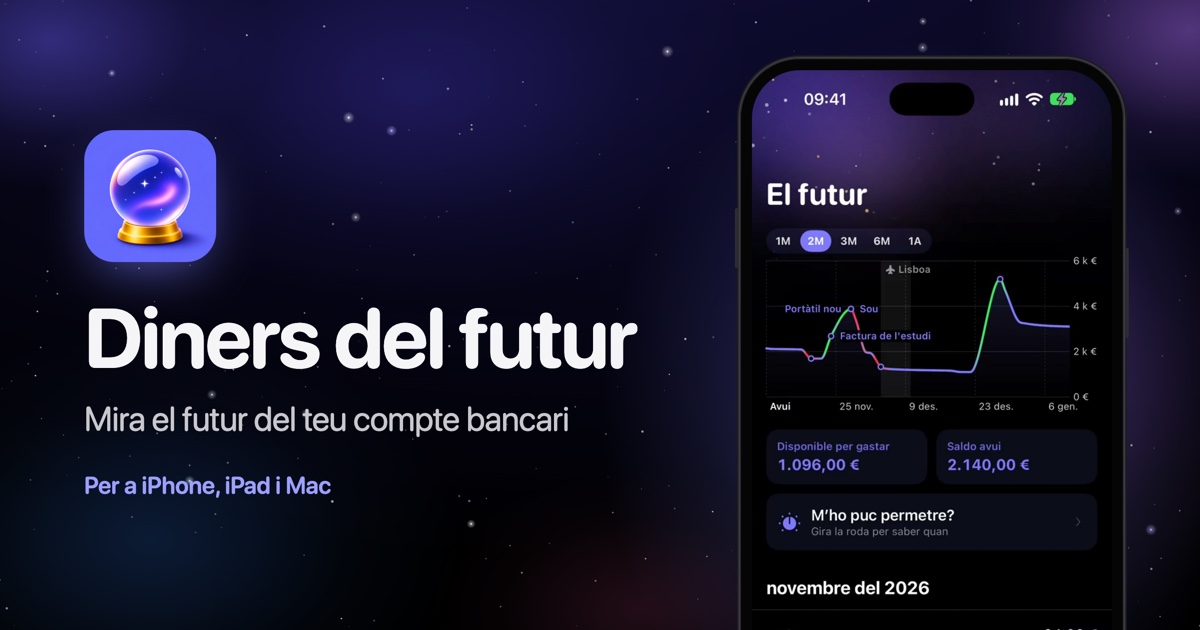 Diners del futur
Mira el futur del teu compte bancari
Per a iPhone, iPad i Mac
09:41
El futur
1M 2M 3M 6M 1A
6 k €
Lisboa
4 k €
Portàtil nou
Sou
Factura de l'estudi
2 k €
0 €
Avui 25 nov. 9 des. 23 des. 6 gen.
Disponible per gastar
1.096,00 €
Saldo avui
2.140,00 €
M'ho puc permetre?
Gira la roda per saber quan
novembre del 2026